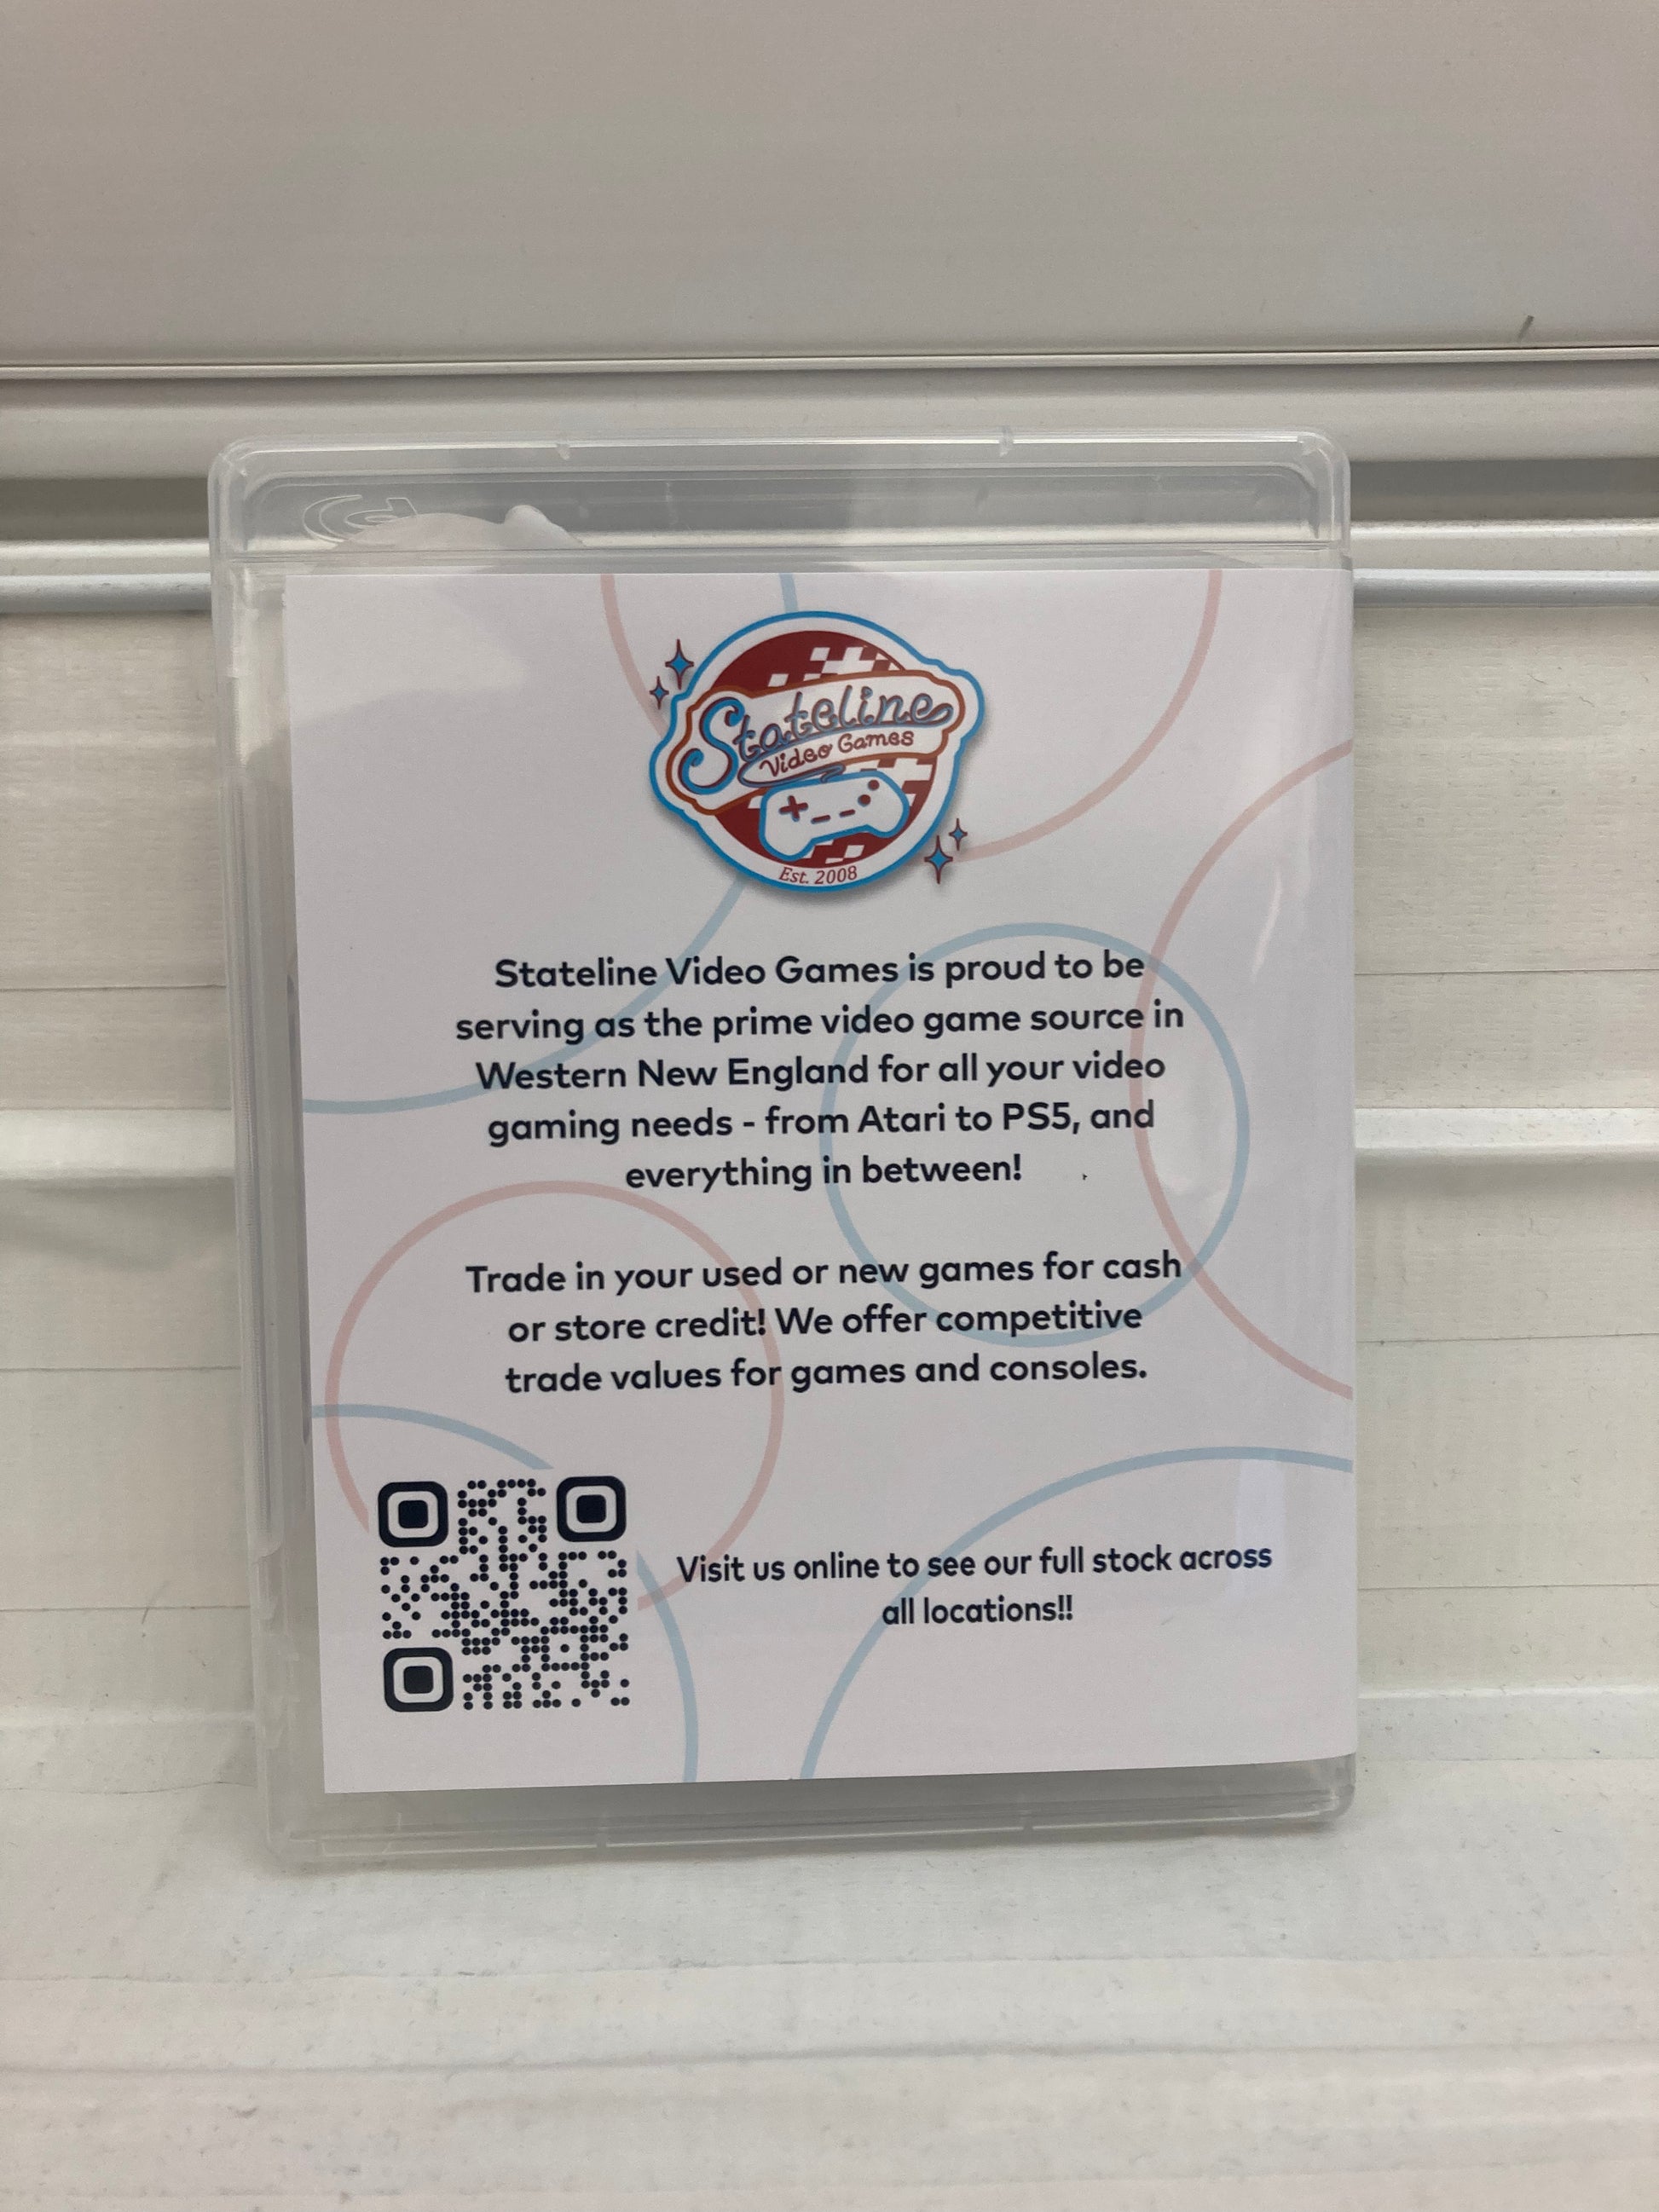 Stateline
Video Games
Est. 2008
Stateline Video Games is proud to be
serving as the prime video game source in
Western New England for all your video
gaming needs - from Atari to PS5, and
everything in between!
Trade in your used or new games for cash
or store credit! We offer competitive
trade values for games and consoles.
Visit us online to see our full stock across
all locations!!